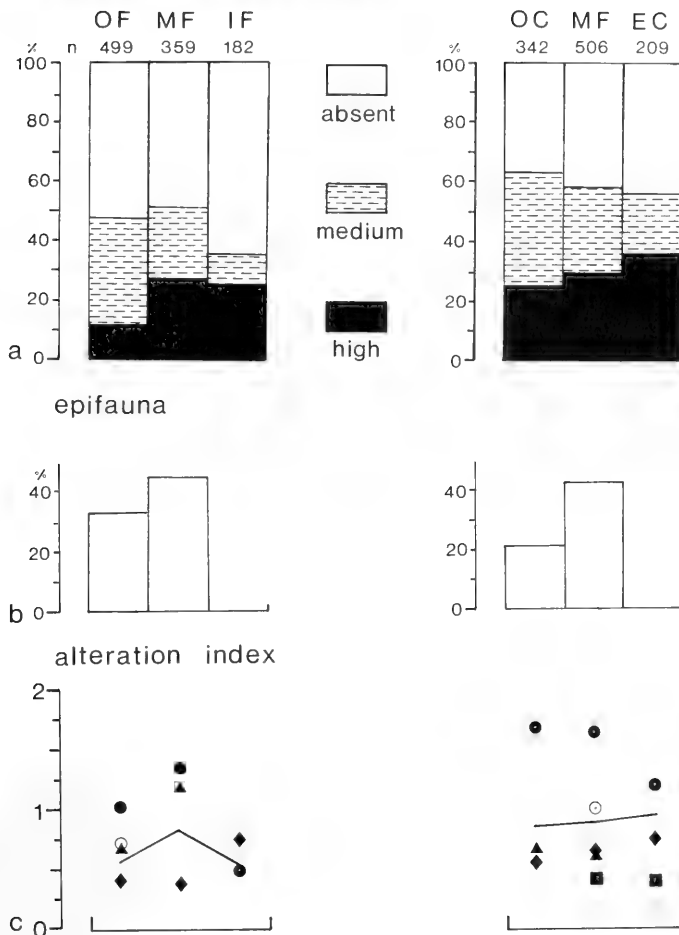 OF MF IF
% n 499 359 182
100
80
60
40
20
0
a
absent
medium
high
OC MF EC
% 342 506 209
100
80
60
40
20
0
epifauna
%
40
20
0
b
%
40
20
0
alteration index
2
1
0
c